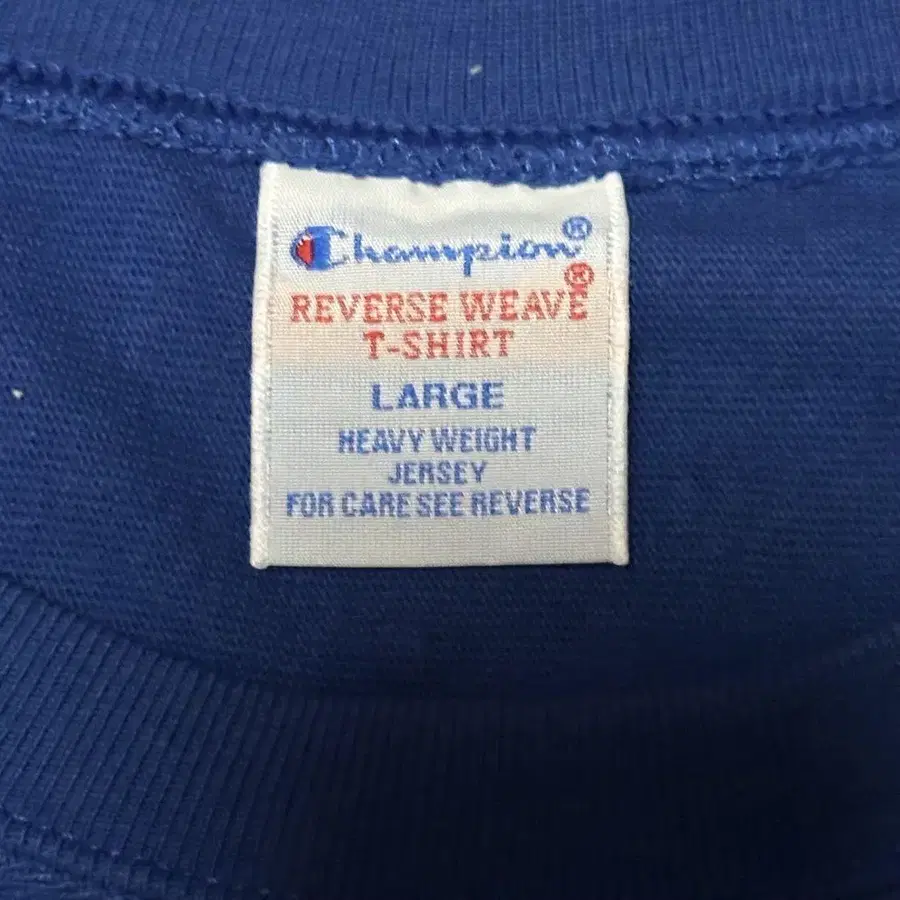 Champion®
REVERSE WEAVE®
T-SHIRT
LARGE
HEAVY WEIGHT
JERSEY
FOR CARE SEE REVERSE